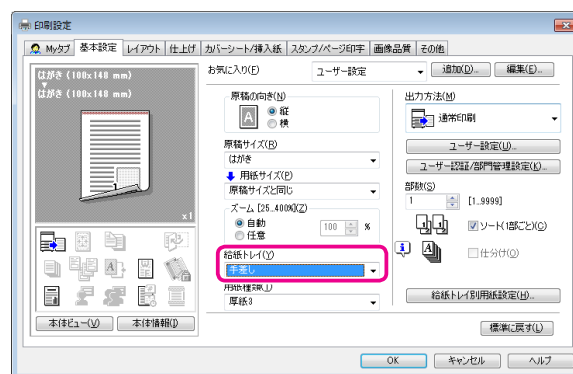 印刷設定
Myタブ 基本設定 レイアウト 仕上げ カバーシート/挿入紙 スタンプ/ページ印字 画像品質 その他
はがき (100x148 mm)
はがき (100x148 mm)
x1
本体ビュー(V) 本体情報(I)
お気に入り(F) ユーザー設定 追加(D)... 編集(E)...
原稿の向き(N)
A
縦
横
原稿サイズ(R)
はがき
用紙サイズ(P)
原稿サイズと同じ
ズーム [25..400%](Z)
自動
任意
100 %
給紙トレイ(Y)
手差し
用紙種類(T)
厚紙3
出力方法(M)
通常印刷
ユーザー設定(U)...
ユーザー認証/部門管理設定(K)...
部数(S)
1 [1..9999]
ソート(1部ごと)(C)
仕分け(O)
給紙トレイ別用紙設定(H)...
標準に戻す(L)
OK キャンセル ヘルプ